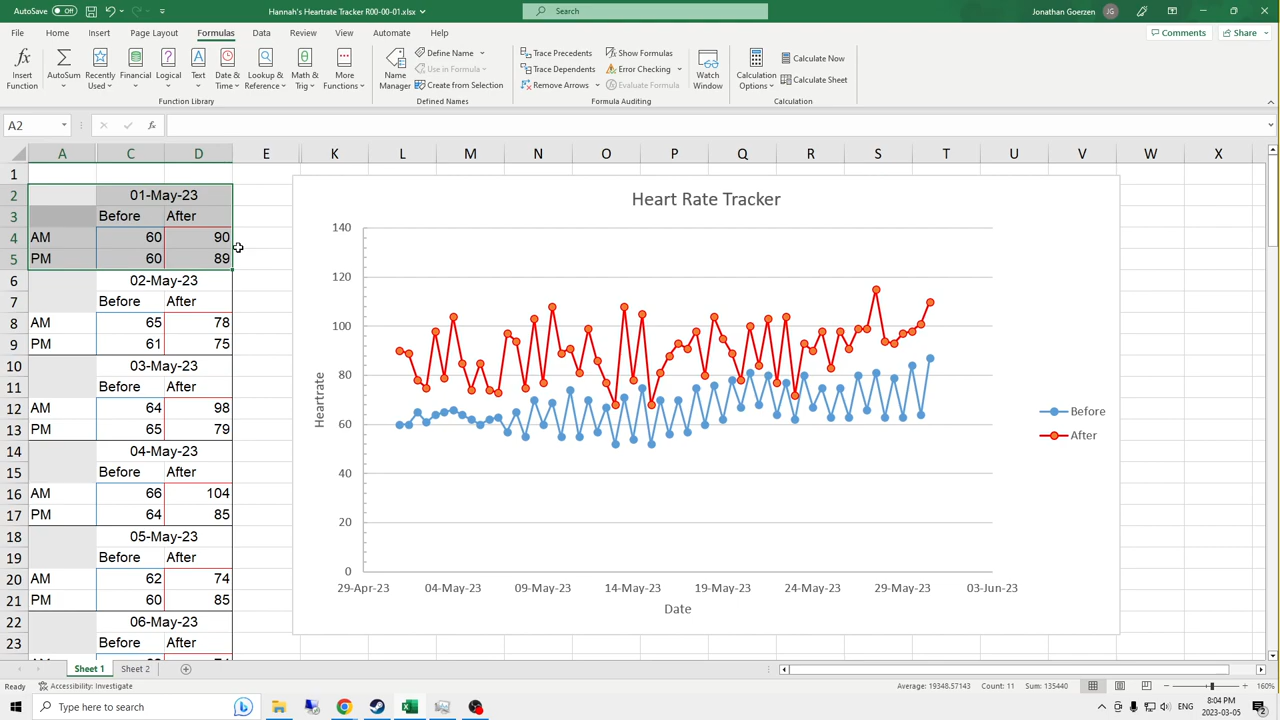 AutoSave Off Hannah's Heartrate Tracker R00-00-01.xlsx Search Jonathan Goerzen JG
File Home Insert Page Layout Formulas Data Review View Automate Help Comments Share
Insert Function AutoSum Recently Used Financial Logical Text Date & Time Lookup & Reference Math & Trig More Functions Name Manager Define Name Use in Formula Create from Selection Trace Precedents Trace Dependents Remove Arrows Show Formulas Error Checking Evaluate Formula Watch Window Calculation Options Calculate Now Calculate Sheet
Function Library Defined Names Formula Auditing Calculation
A2 fx
A C D E K L M N O P Q R S T U V W X
1
2 01-May-23
3 Before After
4 AM 60 90
5 PM 60 89
6 02-May-23
7 Before After
8 AM 65 78
9 PM 61 75
10 03-May-23
11 Before After
12 AM 64 98
13 PM 65 79
14 04-May-23
15 Before After
16 AM 66 104
17 PM 64 85
18 05-May-23
19 Before After
20 AM 62 74
21 PM 60 85
22 06-May-23
23 Before After
Heart Rate Tracker
140
120
100
80
60
40
20
0
Heartrate
29-Apr-23 04-May-23 09-May-23 14-May-23 19-May-23 24-May-23 29-May-23 03-Jun-23
Date
Before
After
Sheet 1 Sheet 2
Ready Accessibility: Investigate Average: 19348.57143 Count: 11 Sum: 135440 160%
Type here to search ENG 8:04 PM 2023-03-05 2